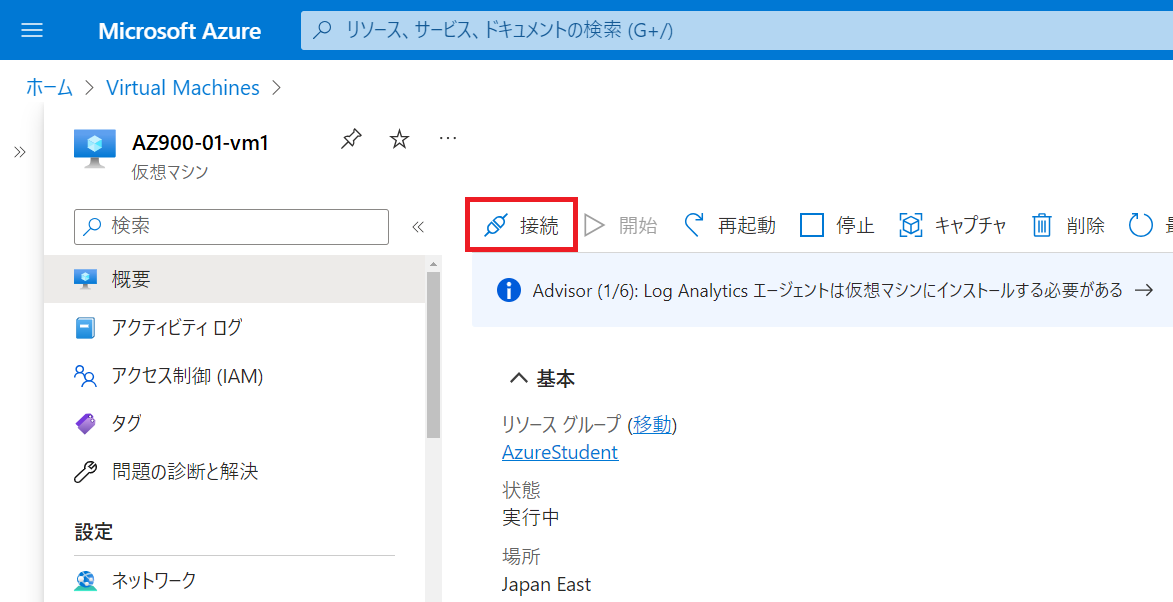 Microsoft Azure
リソース、サービス、ドキュメントの検索 (G+/)
ホーム > Virtual Machines >
AZ900-01-vm1
仮想マシン
検索
接続 開始 再起動 停止 キャプチャ 削除
概要
アクティビティ ログ
アクセス制御 (IAM)
タグ
問題の診断と解決
設定
ネットワーク
Advisor (1/6): Log Analytics エージェントは仮想マシンにインストールする必要がある →
基本
リソース グループ (移動)
AzureStudent
状態
実行中
場所
Japan East